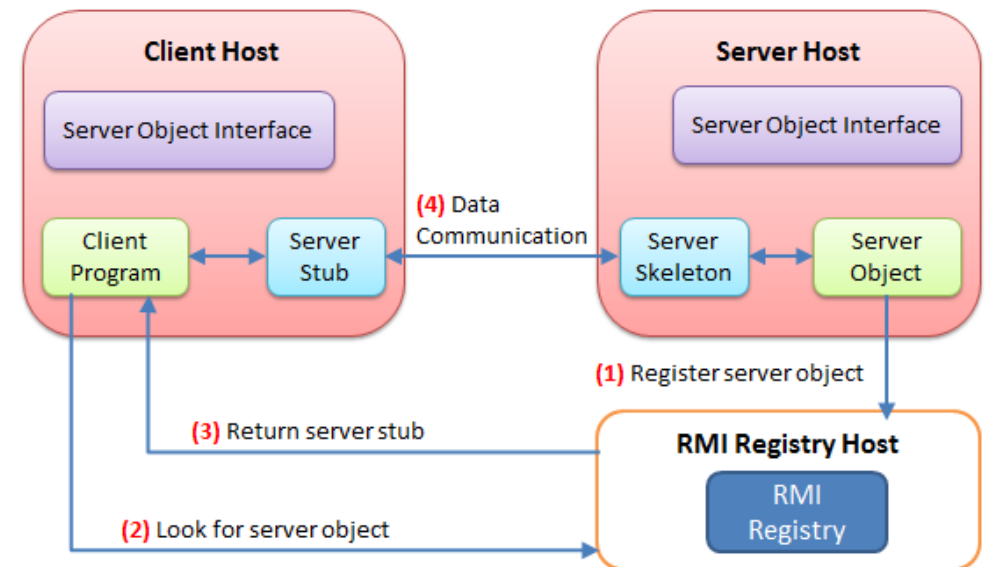 Client Host
Server Object Interface
Client
Program
Server
Stub
(4) Data
Communication
Server Host
Server Object Interface
Server
Skeleton
Server
Object
(1) Register server object
(3) Return server stub
(2) Look for server object
RMI Registry Host
RMI
Registry